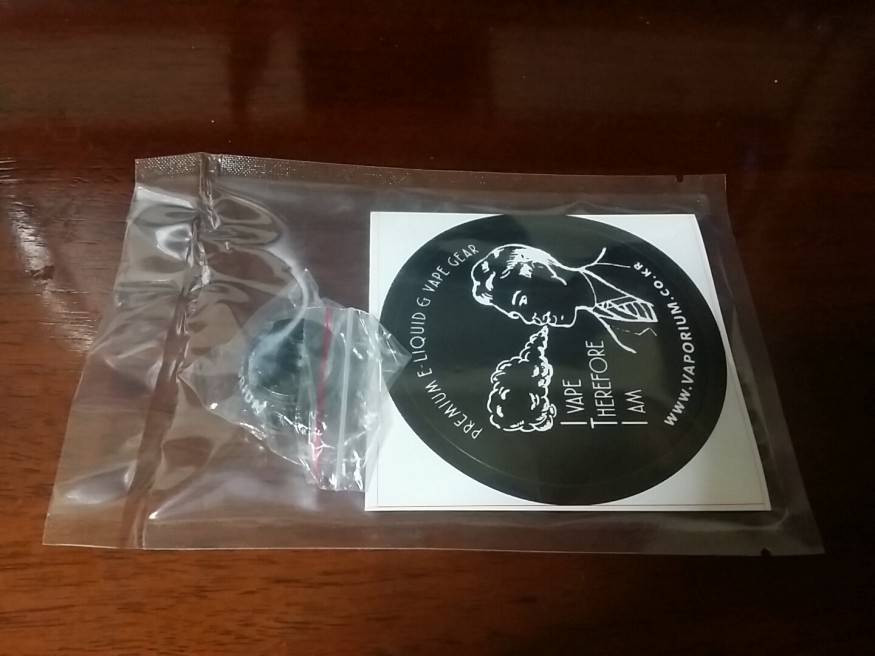 PREMIUM E-LIQUID & VAPE GEAR
I VAPE
THEREFORE
I AM
WWW.VAPORIUM.CO.KR